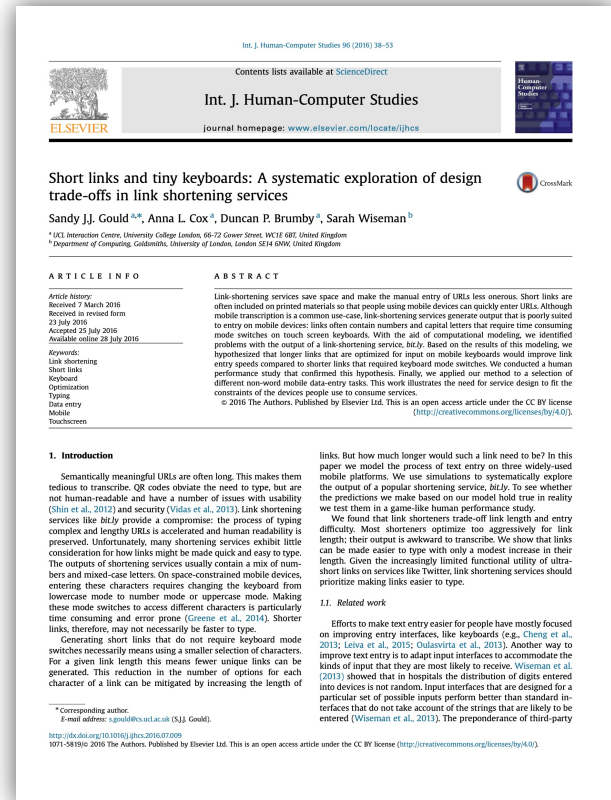 Int. J. Human-Computer Studies 96 (2016) 38–53
Contents lists available at ScienceDirect
Int. J. Human-Computer Studies
journal homepage: www.elsevier.com/locate/ijhcs
ELSEVIER
Human-
Computer
Studies
Short links and tiny keyboards: A systematic exploration of design
trade-offs in link shortening services
CrossMark
Sandy J.J. Gould a,*, Anna L. Cox a, Duncan P. Brumby a, Sarah Wiseman b
a UCL Interaction Centre, University College London, 66-72 Gower Street, WC1E 6BT, United Kingdom
b Department of Computing, Goldsmiths, University of London, London SE14 6NW, United Kingdom
ARTICLE INFO
Article history:
Received 7 March 2016
Received in revised form
23 July 2016
Accepted 25 July 2016
Available online 28 July 2016
Keywords:
Link shortening
Short links
Keyboard
Optimization
Typing
Data entry
Mobile
Touchscreen
ABSTRACT
Link-shortening services save space and make the manual entry of URLs less onerous. Short links are
often included on printed materials so that people using mobile devices can quickly enter URLs. Although
mobile transcription is a common use-case, link-shortening services generate output that is poorly suited
to entry on mobile devices: links often contain numbers and capital letters that require time consuming
mode switches on touch screen keyboards. With the aid of computational modeling, we identified
problems with the output of a link-shortening service, bit.ly. Based on the results of this modeling, we
hypothesized that longer links that are optimized for input on mobile keyboards would improve link
entry speeds compared to shorter links that required keyboard mode switches. We conducted a human
performance study that confirmed this hypothesis. Finally, we applied our method to a selection of
different non-word mobile data-entry tasks. This work illustrates the need for service design to fit the
constraints of the devices people use to consume services.
© 2016 The Authors. Published by Elsevier Ltd. This is an open access article under the CC BY license
(http://creativecommons.org/licenses/by/4.0/).
1. Introduction
Semantically meaningful URLs are often long. This makes them
tedious to transcribe. QR codes obviate the need to type, but are
not human-readable and have a number of issues with usability
(Shin et al., 2012) and security (Vidas et al., 2013). Link shortening
services like bit.ly provide a compromise: the process of typing
complex and lengthy URLs is accelerated and human readability is
preserved. Unfortunately, many shortening services exhibit little
consideration for how links might be made quick and easy to type.
The outputs of shortening services usually contain a mix of num-
bers and mixed-case letters. On space-constrained mobile devices,
entering these characters requires changing the keyboard from
lowercase mode to number mode or uppercase mode. Making
these mode switches to access different characters is particularly
time consuming and error prone (Greene et al., 2014). Shorter
links, therefore, may not necessarily be faster to type.
Generating short links that do not require keyboard mode
switches necessarily means using a smaller selection of characters.
For a given link length this means fewer unique links can be
generated. This reduction in the number of options for each
character of a link can be mitigated by increasing the length of
links. But how much longer would such a link need to be? In this
paper we model the process of text entry on three widely-used
mobile platforms. We use simulations to systematically explore
the output of a popular shortening service, bit.ly. To see whether
the predictions we make based on our model hold true in reality
we test them in a game-like human performance study.
We found that link shorteners trade-off link length and entry
difficulty. Most shorteners optimize too aggressively for link
length; their output is awkward to transcribe. We show that links
can be made easier to type with only a modest increase in their
length. Given the increasingly limited functional utility of ultra-
short links on services like Twitter, link shortening services should
prioritize making links easier to type.
1.1. Related work
Efforts to make text entry easier for people have mostly focused
on improving entry interfaces, like keyboards (e.g., Cheng et al.,
2013; Leiva et al., 2015; Oulasvirta et al., 2013). Another way to
improve text entry is to adapt input interfaces to accommodate the
kinds of input that they are most likely to receive. Wiseman et al.
(2013) showed that in hospitals the distribution of digits entered
into devices is not random. Input interfaces that are designed for a
particular set of possible inputs perform better than standard in-
terfaces that do not take account of the strings that are likely to be
entered (Wiseman et al., 2013). The preponderance of third-party
* Corresponding author.
E-mail address: s.gould@cs.ucl.ac.uk (S.J.J. Gould).
http://dx.doi.org/10.1016/j.ijhcs.2016.07.009
1071-5819/© 2016 The Authors. Published by Elsevier Ltd. This is an open access article under the CC BY license (http://creativecommons.org/licenses/by/4.0/).